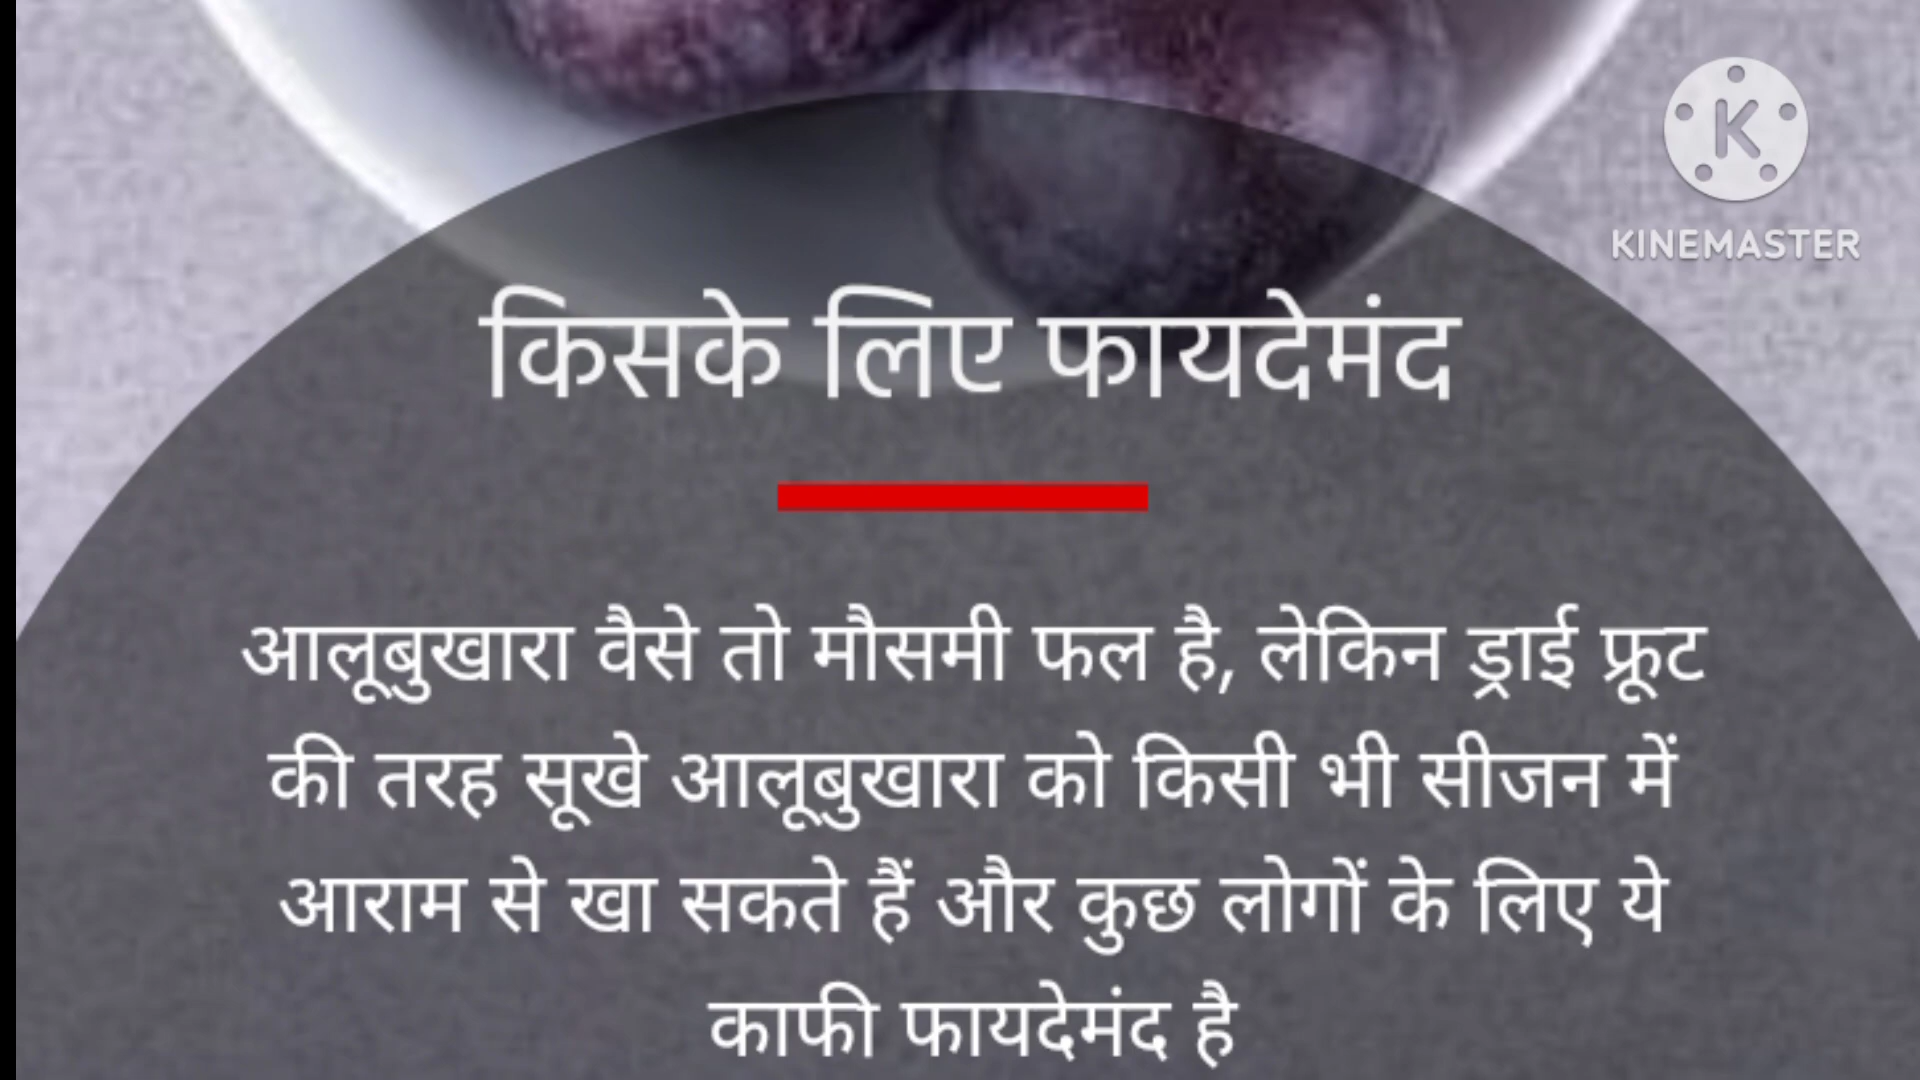 KINEMASTER
किसके लिए फायदेमंद
आलूबुखारा वैसे तो मौसमी फल है, लेकिन ड्राई फ्रूट
की तरह सूखे आलूबुखारा को किसी भी सीजन में
आराम से खा सकते हैं और कुछ लोगों के लिए ये
काफी फायदेमंद है